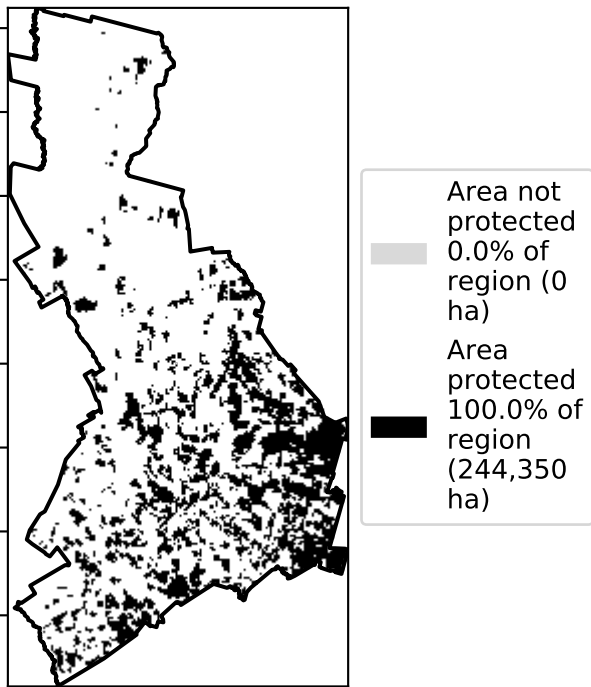 Area not
protected
0.0% of
region (0
ha)
Area
protected
100.0% of
region
(244,350
ha)